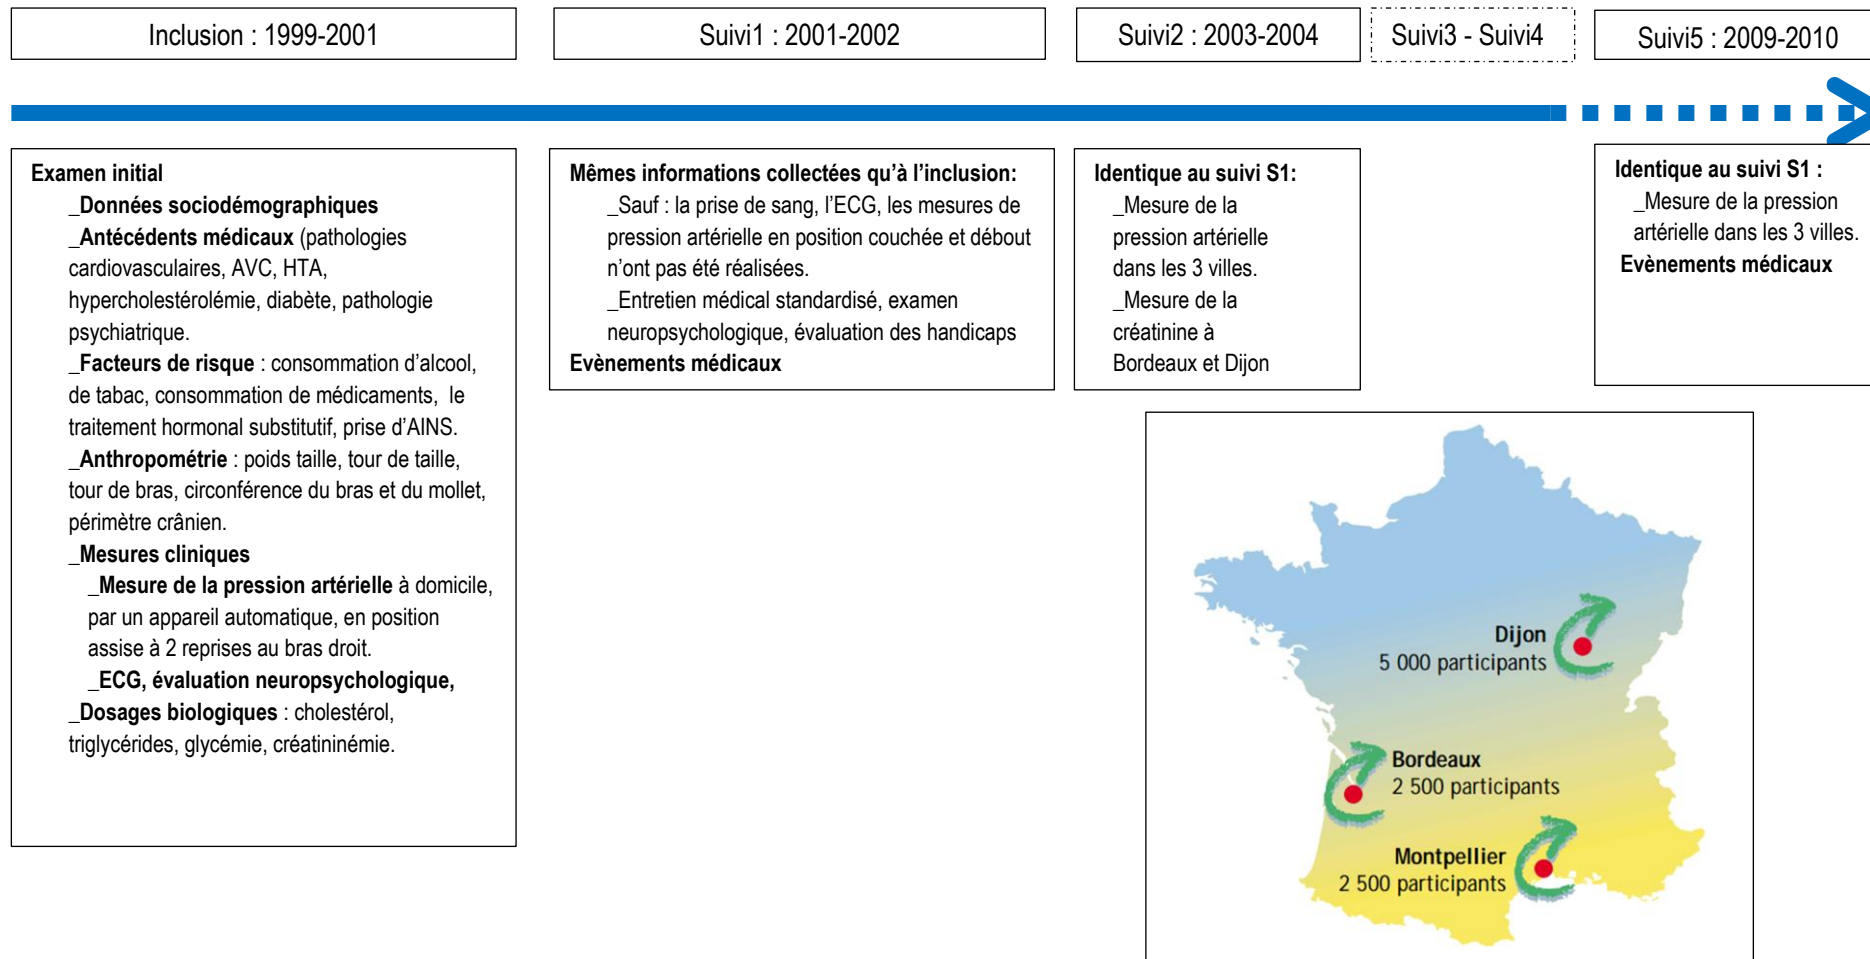 Inclusion : 1999-2001
Suivi1 : 2001-2002
Suivi2 : 2003-2004
Suivi3 - Suivi4
Suivi5 : 2009-2010
Examen initial
_Données sociodémographiques
_Antécédents médicaux (pathologies
cardiovasculaires, AVC, HTA,
hypercholestérolémie, diabète, pathologie
psychiatrique.
_Facteurs de risque : consommation d’alcool,
de tabac, consommation de médicaments, le
traitement hormonal substitutif, prise d’AINS.
_Anthropométrie : poids taille, tour de taille,
tour de bras, circonférence du bras et du mollet,
périmètre crânien.
_Mesures cliniques
_Mesure de la pression artérielle à domicile,
par un appareil automatique, en position
assise à 2 reprises au bras droit.
_ECG, évaluation neuropsychologique,
_Dosages biologiques : cholestérol,
triglycérides, glycémie, créatininémie.
Mêmes informations collectées qu’à l’inclusion:
_Sauf : la prise de sang, l’ECG, les mesures de
pression artérielle en position couchée et débout
n’ont pas été réalisées.
_Entretien médical standardisé, examen
neuropsychologique, évaluation des handicaps
Evènements médicaux
Identique au suivi S1:
_Mesure de la
pression artérielle
dans les 3 villes.
_Mesure de la
créatinine à
Bordeaux et Dijon
Identique au suivi S1 :
_Mesure de la pression
artérielle dans les 3 villes.
Evènements médicaux
Dijon
5 000 participants
Bordeaux
2 500 participants
Montpellier
2 500 participants